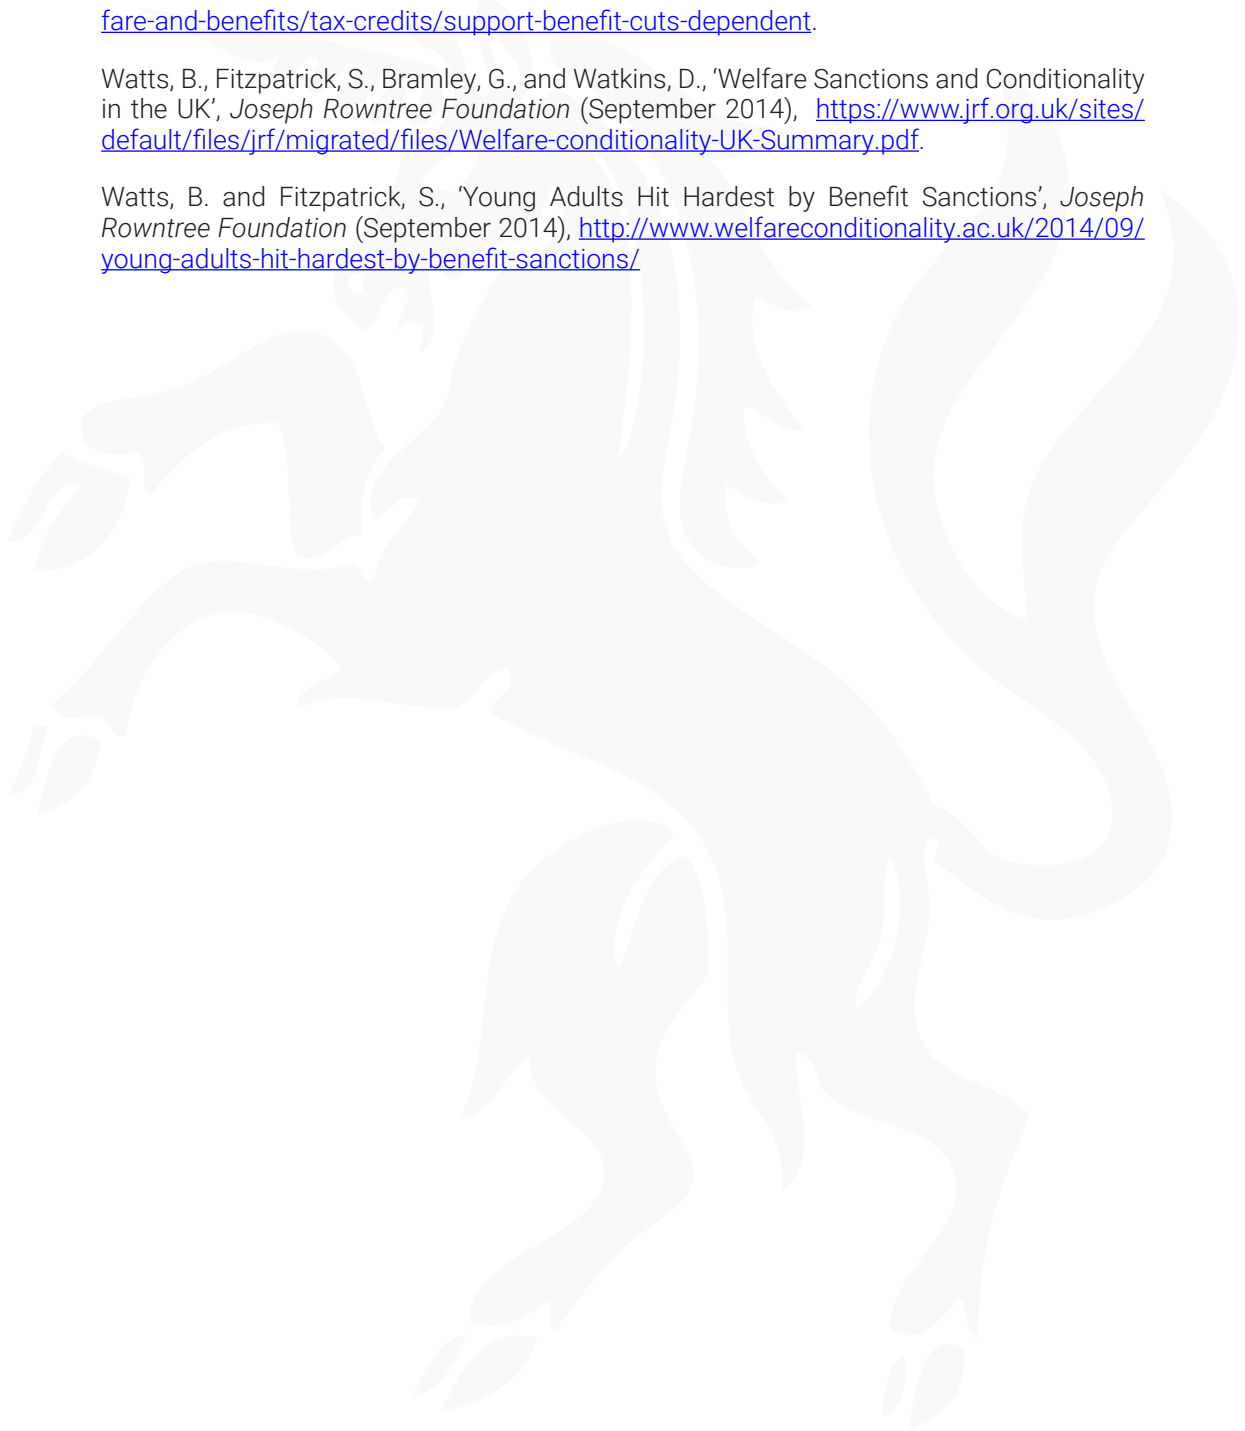 fare-and-benefits/tax-credits/support-benefit-cuts-dependent.
Watts, B., Fitzpatrick, S., Bramley, G., and Watkins, D., ‘Welfare Sanctions and Conditionality
in the UK’, Joseph Rowntree Foundation (September 2014), https://www.jrf.org.uk/sites/
default/files/jrf/migrated/files/Welfare-conditionality-UK-Summary.pdf.
Watts, B. and Fitzpatrick, S., ‘Young Adults Hit Hardest by Benefit Sanctions’, Joseph
Rowntree Foundation (September 2014), http://www.welfareconditionality.ac.uk/2014/09/
young-adults-hit-hardest-by-benefit-sanctions/